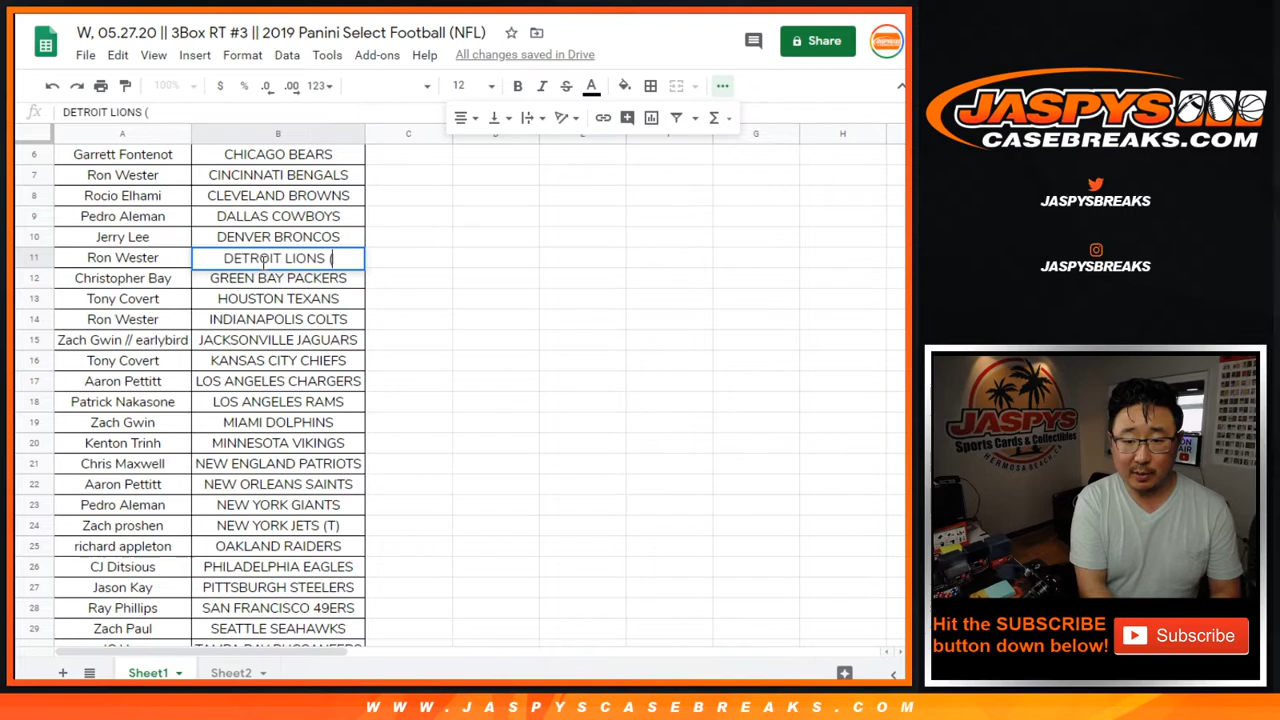 W, 05.27.20 || 3Box RT #3 || 2019 Panini Select Football (NFL)
File Edit View Insert Format Data Tools Add-ons Help All changes saved in Drive
Share
100% $ % .0 .00 123 12 B I S A
fx DETROIT LIONS (
A B C G H
6 Garrett Fontenot CHICAGO BEARS
7 Ron Wester CINCINNATI BENGALS
8 Rocio Elhami CLEVELAND BROWNS
9 Pedro Aleman DALLAS COWBOYS
10 Jerry Lee DENVER BRONCOS
11 Ron Wester DETROIT LIONS (
12 Christopher Bay GREEN BAY PACKERS
13 Tony Covert HOUSTON TEXANS
14 Ron Wester INDIANAPOLIS COLTS
15 Zach Gwin // earlybird JACKSONVILLE JAGUARS
16 Tony Covert KANSAS CITY CHIEFS
17 Aaron Pettitt LOS ANGELES CHARGERS
18 Patrick Nakasone LOS ANGELES RAMS
19 Zach Gwin MIAMI DOLPHINS
20 Kenton Trinh MINNESOTA VIKINGS
21 Chris Maxwell NEW ENGLAND PATRIOTS
22 Aaron Pettitt NEW ORLEANS SAINTS
23 Pedro Aleman NEW YORK GIANTS
24 Zach proshen NEW YORK JETS (T)
25 richard appleton OAKLAND RAIDERS
26 CJ Ditsious PHILADELPHIA EAGLES
27 Jason Kay PITTSBURGH STEELERS
28 Ray Phillips SAN FRANCISCO 49ERS
29 Zach Paul SEATTLE SEAHAWKS
Sheet1 Sheet2
JASPYS
CASEBREAKS.COM
JASPYSBREAKS
JASPYSBREAKS
JASPYS
Sports Cards & Collectibles
HERMOSA BEACH, CA
ON AIR
Hit the SUBSCRIBE
button down below!
Subscribe
WWW.JASPYSCASEBREAKS.COM